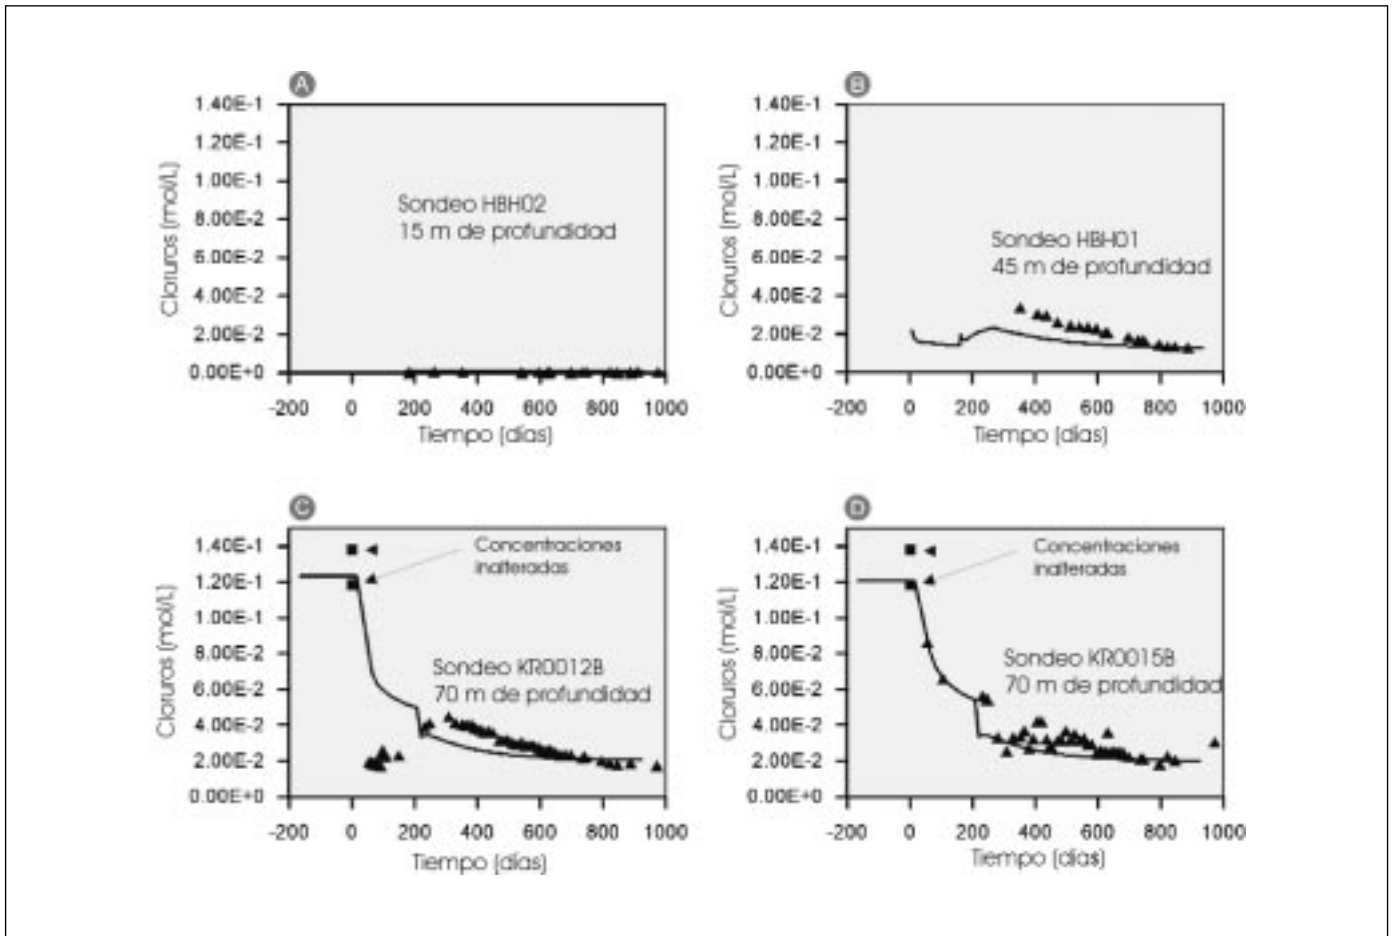 A
1.40E-1
1.20E-1
1.00E-1
8.00E-2
6.00E-2
4.00E-2
2.00E-2
0.00E+0
Cloruros (mol/L)
Sondeo HBH02
15 m de profundidad
-200 0 200 400 600 800 1000
Tiempo (días)
B
1.40E-1
1.20E-1
1.00E-1
8.00E-2
6.00E-2
4.00E-2
2.00E-2
0.00E+0
Cloruros (mol/L)
Sondeo HBH01
45 m de profundidad
-200 0 200 400 600 800 1000
Tiempo (días)
C
1.40E-1
1.20E-1
1.00E-1
8.00E-2
6.00E-2
4.00E-2
2.00E-2
0.00E+0
Cloruros (mol/L)
Concentraciones
inalteradas
Sondeo KR0012B
70 m de profundidad
-200 0 200 400 600 800 1000
Tiempo (días)
D
1.40E-1
1.20E-1
1.00E-1
8.00E-2
6.00E-2
4.00E-2
2.00E-2
0.00E+0
Cloruros (mol/L)
Concentraciones
inalteradas
Sondeo KR0015B
70 m de profundidad
-200 0 200 400 600 800 1000
Tiempo (días)